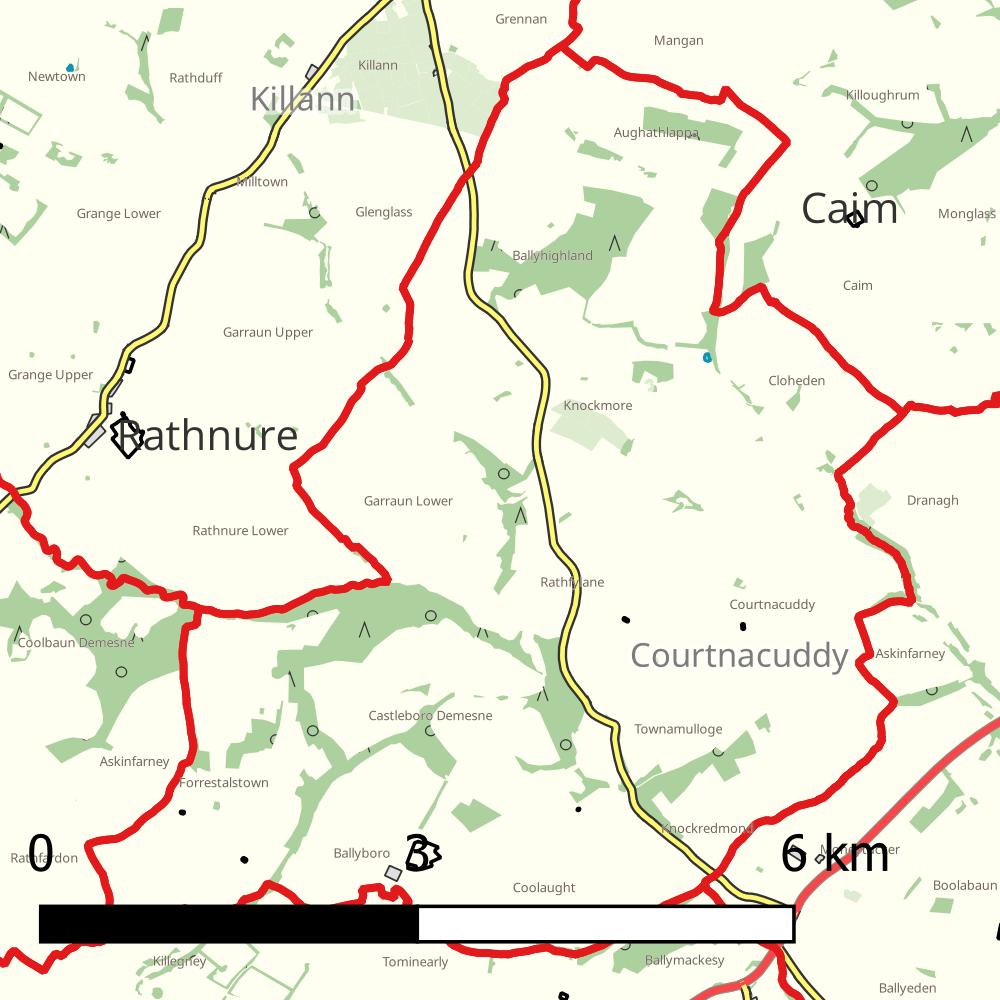 Grennan
Mangan
Newtown
Rathduff
Killann
Killann
Killoughrum
Aughathlappa
Milltown
Grange Lower
Glenglass
Caim
Monglass
Ballyhighland
Caim
Garraun Upper
Grange Upper
Cloheden
Knockmore
Rathnure
Garraun Lower
Dranagh
Rathnure Lower
Rathfylane
Courtnacuddy
Coolbaun Demesne
Courtnacuddy
Askinfarney
Castleboro Demesne
Townamulloge
Askinfarney
Forrestalstown
Knockredmond
0
3
6 km
Rathfardon
Ballyboro
Moneytucker
Coolaught
Boolabaun
Killegney
Tominearly
Ballymackesy
Ballyeden